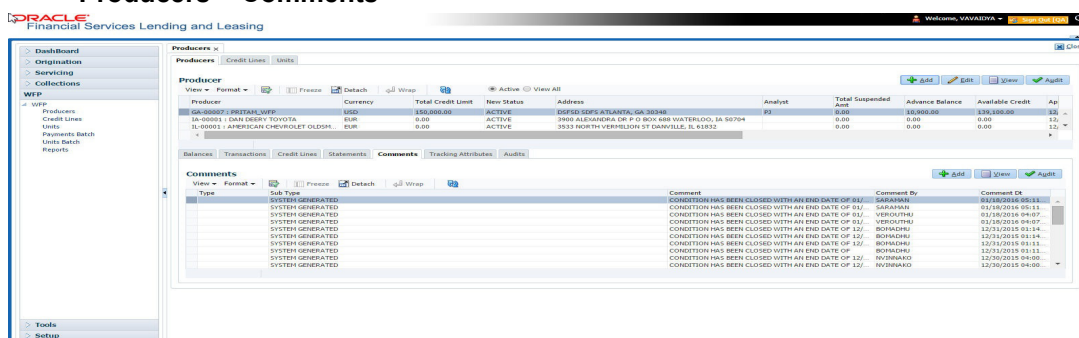 Producers - Comments
ORACLE
Financial Services Lending and Leasing
Welcome, VAVAIDYA
Sign Out [QA]
DashBoard
Origination
Servicing
Collections
WFP
WFP
Producers
Credit Lines
Units
Payments Batch
Units Batch
Reports
Tools
Setup
Producers x
Clo
Producers Credit Lines Units
Producer
Add Edit View Audit
View Format Freeze Detach Wrap Active View All
Producer Currency Total Credit Limit New Status Address Analyst Total Suspended Amt Advance Balance Available Credit Ap
GA-00007 : PRITAM_WFP USD 150,000.00 ACTIVE DSFSD SDFS ATLANTA, GA 30348 PJ 0.00 10,900.00 139,100.00 12/
IA-00001 : DAN DEERY TOYOTA EUR 0.00 ACTIVE 3900 ALEXANDRA DR P O BOX 688 WATERLOO, IA 50704 0.00 0.00 0.00 12/
IL-00001 : AMERICAN CHEVROLET OLDSM... EUR 0.00 ACTIVE 3533 NORTH VERMILION ST DANVILLE, IL 61832 0.00 0.00 0.00 12/
Balances Transactions Credit Lines Statements Comments Tracking Attributes Audits
Comments
Add View Audit
View Format Freeze Detach Wrap
Type Sub Type Comment Comment By Comment Dt
SYSTEM GENERATED CONDITION HAS BEEN CLOSED WITH AN END DATE OF 01/... SARAMAN 01/18/2016 05:11...
SYSTEM GENERATED CONDITION HAS BEEN CLOSED WITH AN END DATE OF 01/... SARAMAN 01/18/2016 05:11...
SYSTEM GENERATED CONDITION HAS BEEN CLOSED WITH AN END DATE OF 01/... VEROUTHU 01/18/2016 04:07...
SYSTEM GENERATED CONDITION HAS BEEN CLOSED WITH AN END DATE OF 01/... VEROUTHU 01/18/2016 04:07...
SYSTEM GENERATED CONDITION HAS BEEN CLOSED WITH AN END DATE OF 12/... BOMADHU 12/31/2015 01:14...
SYSTEM GENERATED CONDITION HAS BEEN CLOSED WITH AN END DATE OF 12/... BOMADHU 12/31/2015 01:14...
SYSTEM GENERATED CONDITION HAS BEEN CLOSED WITH AN END DATE OF 12/... BOMADHU 12/31/2015 01:11...
SYSTEM GENERATED CONDITION HAS BEEN CLOSED WITH AN END DATE OF BOMADHU 12/31/2015 01:11...
SYSTEM GENERATED CONDITION HAS BEEN CLOSED WITH AN END DATE OF 12/... NVINNAKO 12/30/2015 04:00...
SYSTEM GENERATED CONDITION HAS BEEN CLOSED WITH AN END DATE OF 12/... NVINNAKO 12/30/2015 04:00...